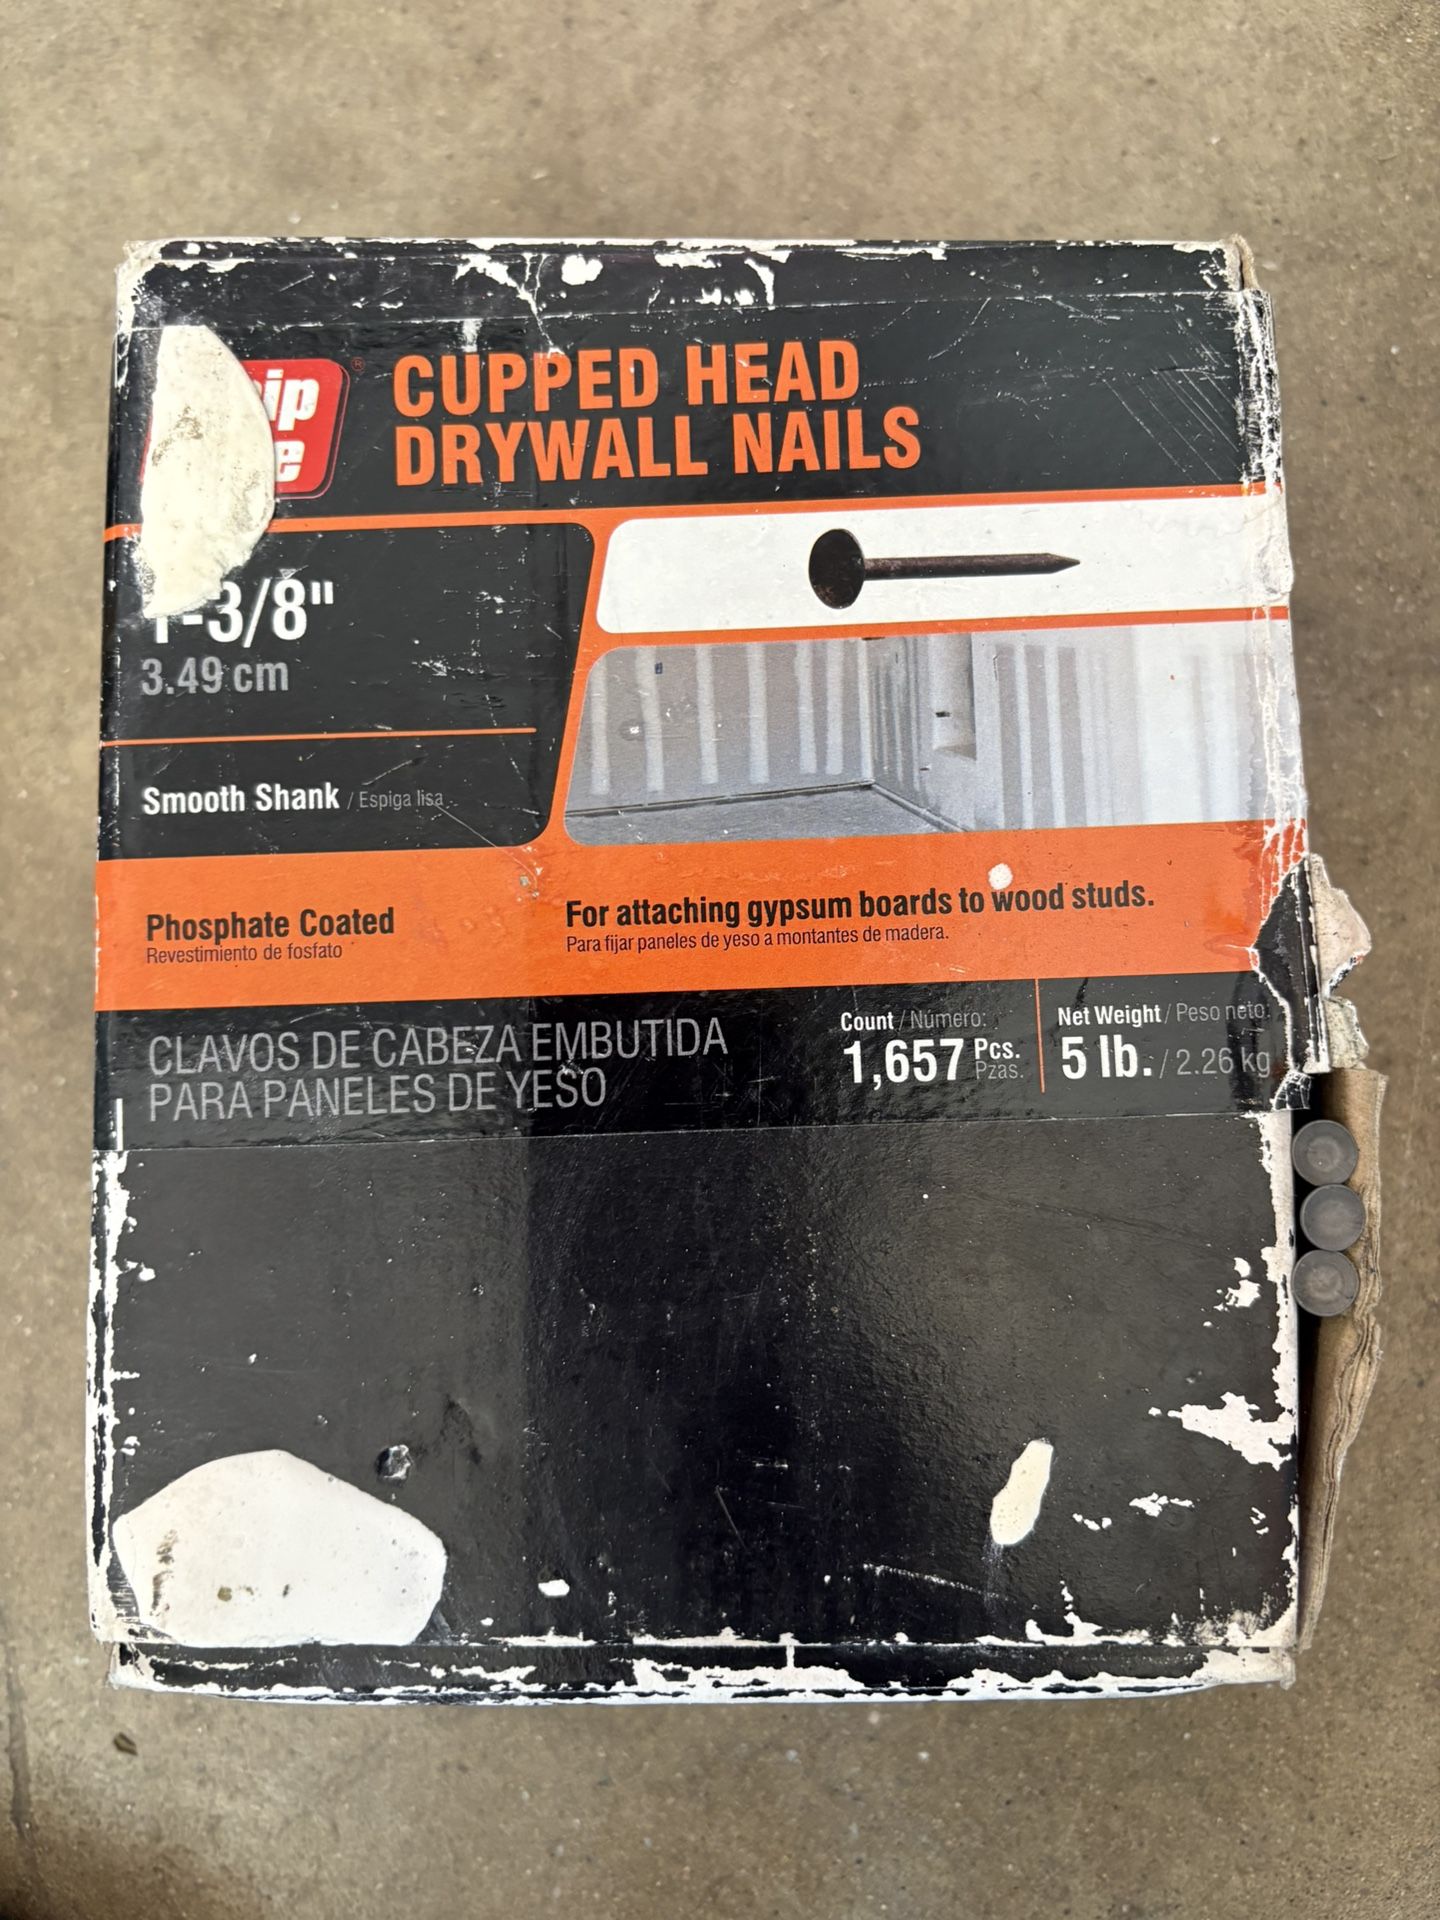 ip
e
®
CUPPED HEAD
DRYWALL NAILS
1-3/8"
3.49 cm
Smooth Shank / Espiga lisa
Phosphate Coated
Revestimiento de fosfato
For attaching gypsum boards to wood studs.
Para fijar paneles de yeso a montantes de madera.
CLAVOS DE CABEZA EMBUTIDA
PARA PANELES DE YESO
Count / Número:
1,657 Pcs.
Pzas.
Net Weight / Peso neto:
5 lb. / 2.26 kg